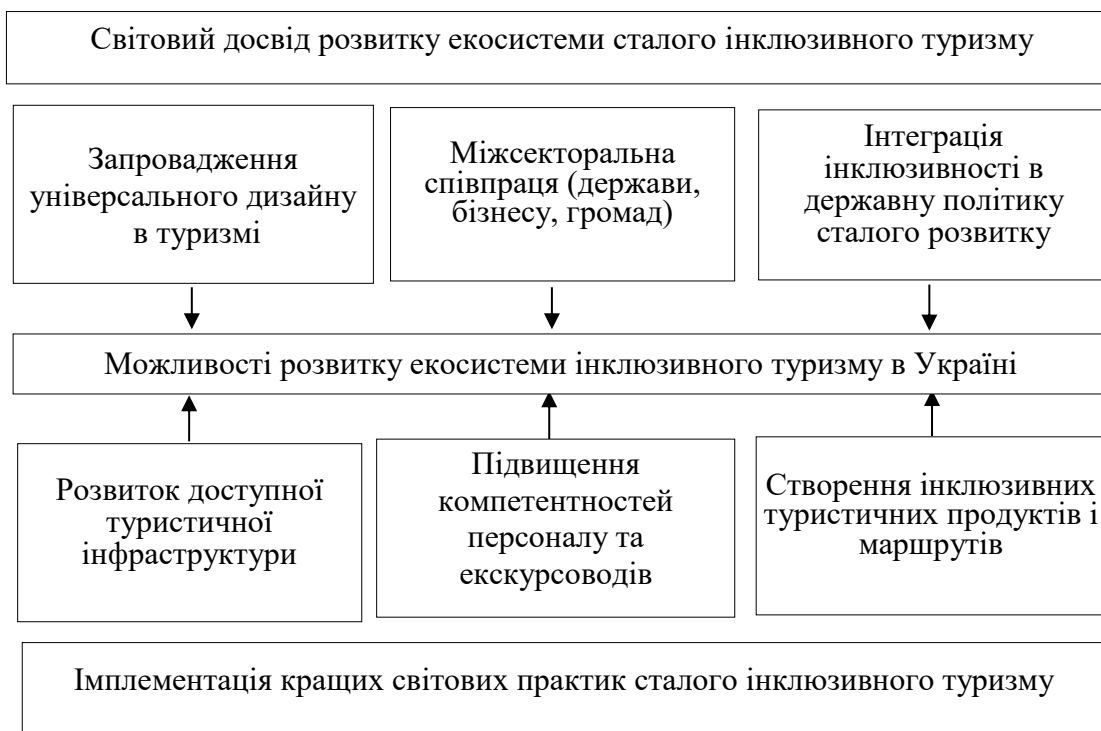 Світовий досвід розвитку екосистеми сталого інклюзивного туризму
Запровадження
універсального дизайну
в туризмі
Міжсекторальна
співпраця (держави,
бізнесу, громад)
Інтеграція
інклюзивності в
державну політику
сталого розвитку
Можливості розвитку екосистеми інклюзивного туризму в Україні
Розвиток доступної
туристичної
інфраструктури
Підвищення
компетентностей
персоналу та
екскурсоводів
Створення інклюзивних
туристичних продуктів і
маршрутів
Імплементація кращих світових практик сталого інклюзивного туризму